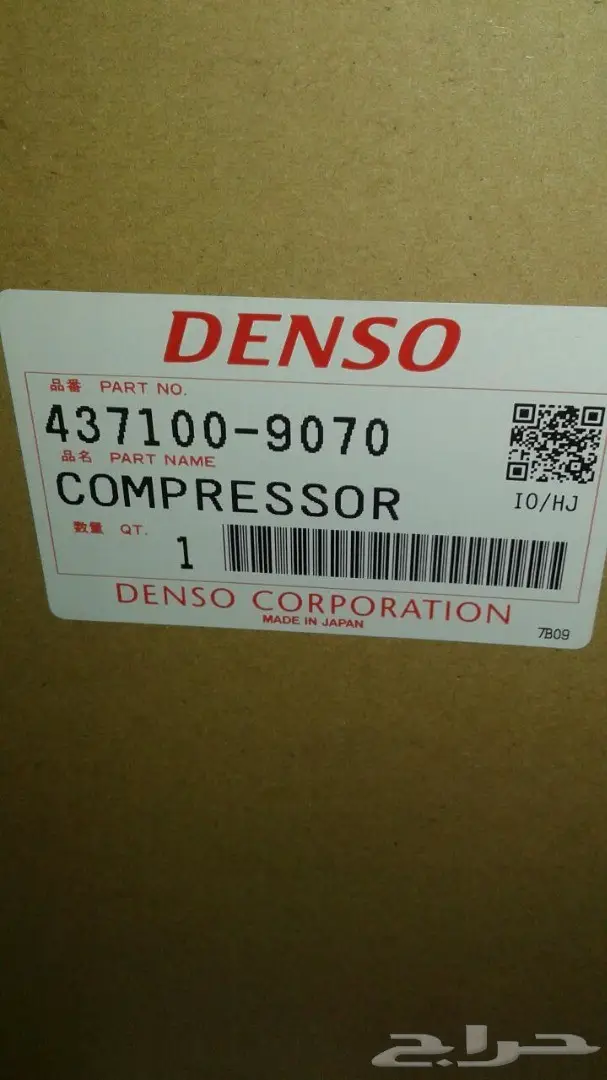 DENSO
品番 PART NO.
437100-9070
品名 PART NAME
COMPRESSOR
IO/HJ
数量 QT.
1
DENSO CORPORATION
MADE IN JAPAN
7B09
حراج